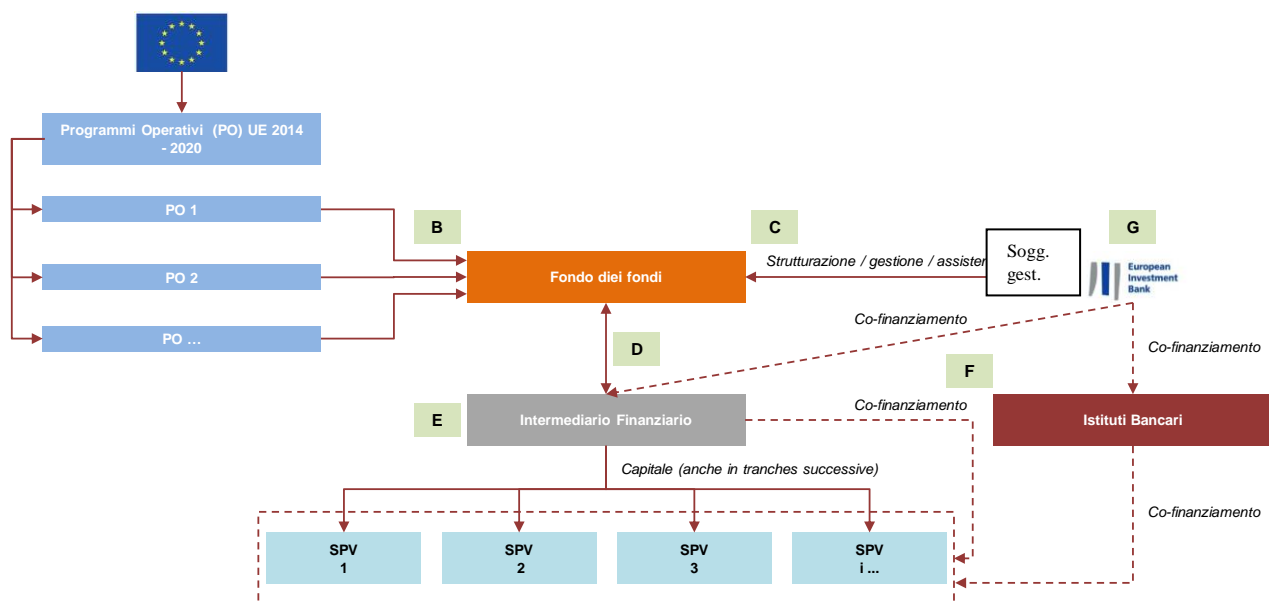 Programmi Operativi (PO) UE 2014
- 2020
PO 1
B
C
G
Sogg.
gest.
Strutturazione / gestione / assisten
European
Investment
Bank
PO 2
Fondo diei fondi
PO ...
Co-finanziamento
D
Co-finanziamento
F
E
Intermediario Finanziario
Co-finanziamento
Istituti Bancari
Capitale (anche in tranches successive)
Co-finanziamento
SPV
1
SPV
2
SPV
3
SPV
i ...